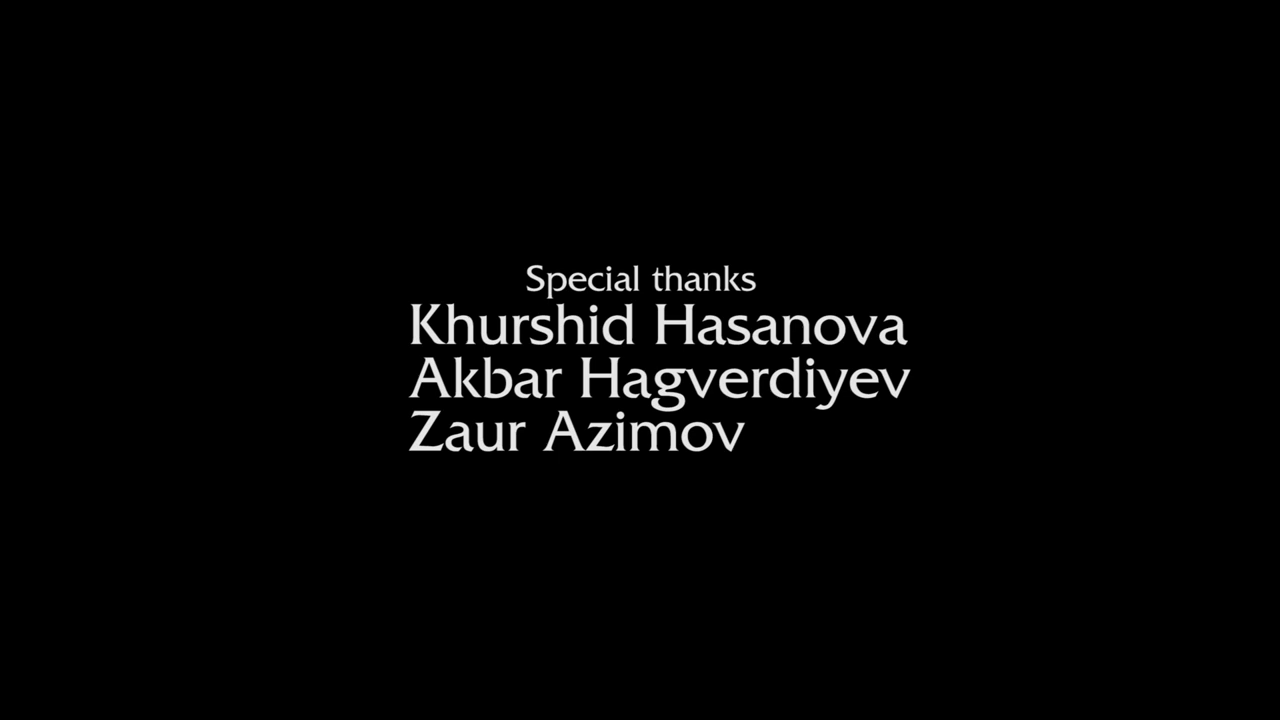 Special thanks
Khurshid Hasanova
Akbar Hagverdiyev
Zaur Azimov